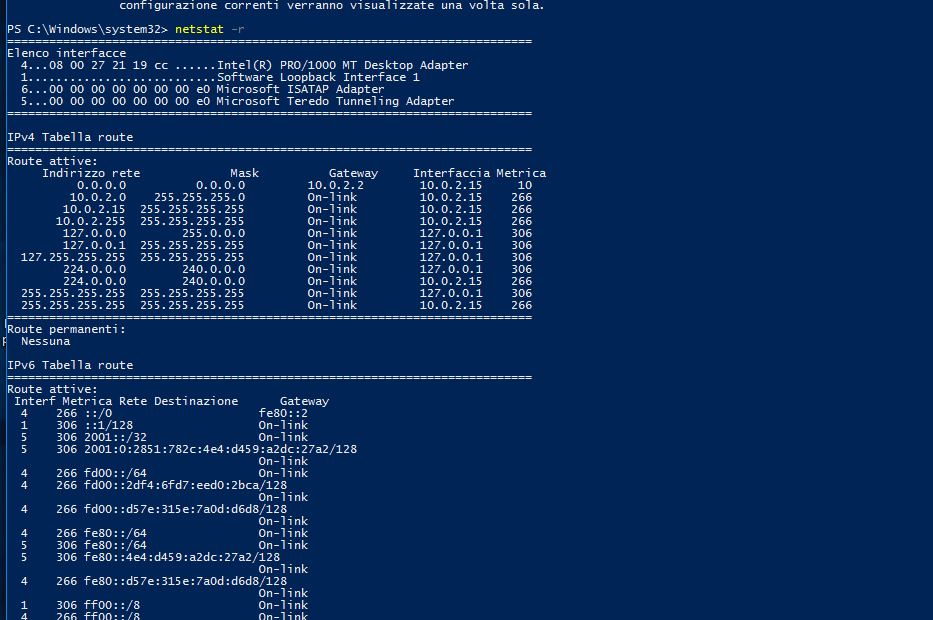 configurazione correnti verranno visualizzate una volta sola.
PS C:\Windows\system32> netstat -r
===========================================================================
Elenco interfacce
4...08 00 27 21 19 cc ......Intel(R) PRO/1000 MT Desktop Adapter
1...........................Software Loopback Interface 1
6...00 00 00 00 00 00 00 e0 Microsoft ISATAP Adapter
5...00 00 00 00 00 00 00 e0 Microsoft Teredo Tunneling Adapter
===========================================================================
IPv4 Tabella route
===========================================================================
Route attive:
Indirizzo rete Mask Gateway Interfaccia Metrica
0.0.0.0 0.0.0.0 10.0.2.2 10.0.2.15 10
10.0.2.0 255.255.255.0 On-link 10.0.2.15 266
10.0.2.15 255.255.255.255 On-link 10.0.2.15 266
10.0.2.255 255.255.255.255 On-link 10.0.2.15 266
127.0.0.0 255.0.0.0 On-link 127.0.0.1 306
127.0.0.1 255.255.255.255 On-link 127.0.0.1 306
127.255.255.255 255.255.255.255 On-link 127.0.0.1 306
224.0.0.0 240.0.0.0 On-link 127.0.0.1 306
224.0.0.0 240.0.0.0 On-link 10.0.2.15 266
255.255.255.255 255.255.255.255 On-link 127.0.0.1 306
255.255.255.255 255.255.255.255 On-link 10.0.2.15 266
===========================================================================
Route permanenti:
Nessuna
IPv6 Tabella route
===========================================================================
Route attive:
Interf Metrica Rete Destinazione Gateway
4 266 ::/0 fe80::2
1 306 ::1/128 On-link
5 306 2001::/32 On-link
5 306 2001:0:2851:782c:4e4:d459:a2dc:27a2/128
On-link
4 266 fd00::/64 On-link
4 266 fd00::2df4:6fd7:eed0:2bca/128
On-link
4 266 fd00::d57e:315e:7a0d:d6d8/128
On-link
4 266 fe80::/64 On-link
5 306 fe80::/64 On-link
5 306 fe80::4e4:d459:a2dc:27a2/128
On-link
4 266 fe80::d57e:315e:7a0d:d6d8/128
On-link
1 306 ff00::/8 On-link
4 266 ff00::/8 On-link